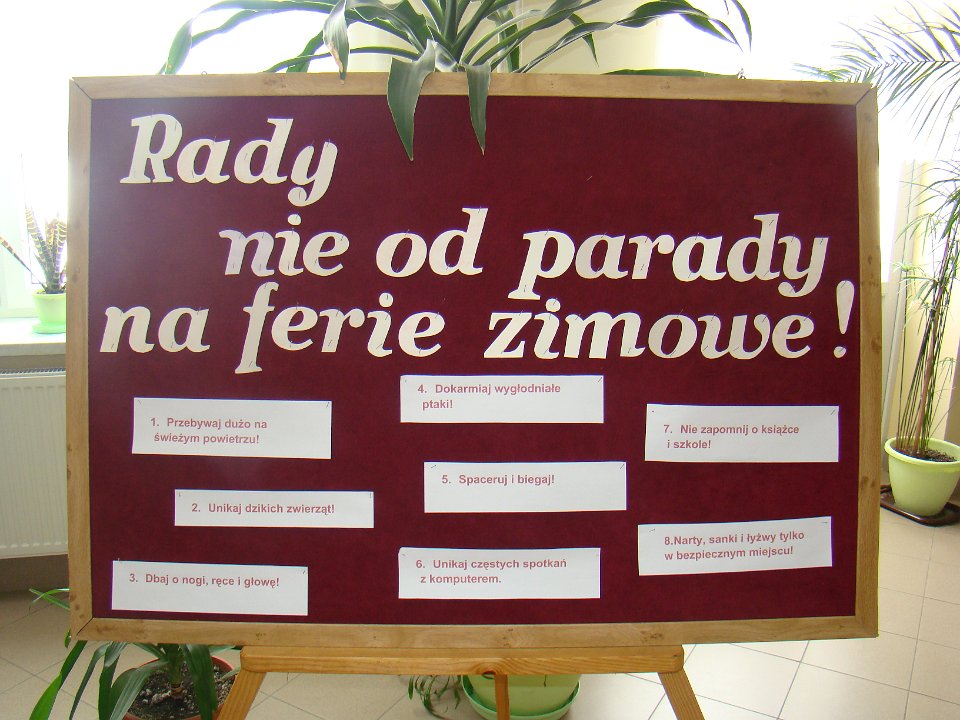 Rady
nie od parady
na ferie zimowe!
1. Przebywaj dużo na
świeżym powietrzu!
2. Unikaj dzikich zwierząt!
3. Dbaj o nogi, ręce i głowę!
4. Dokarmiaj wygłodniałe
ptaki!
5. Spaceruj i biegaj!
6. Unikaj częstych spotkań
z komputerem.
7. Nie zapomnij o książce
i szkole!
8.Narty, sanki i łyżwy tylko
w bezpiecznym miejscu!